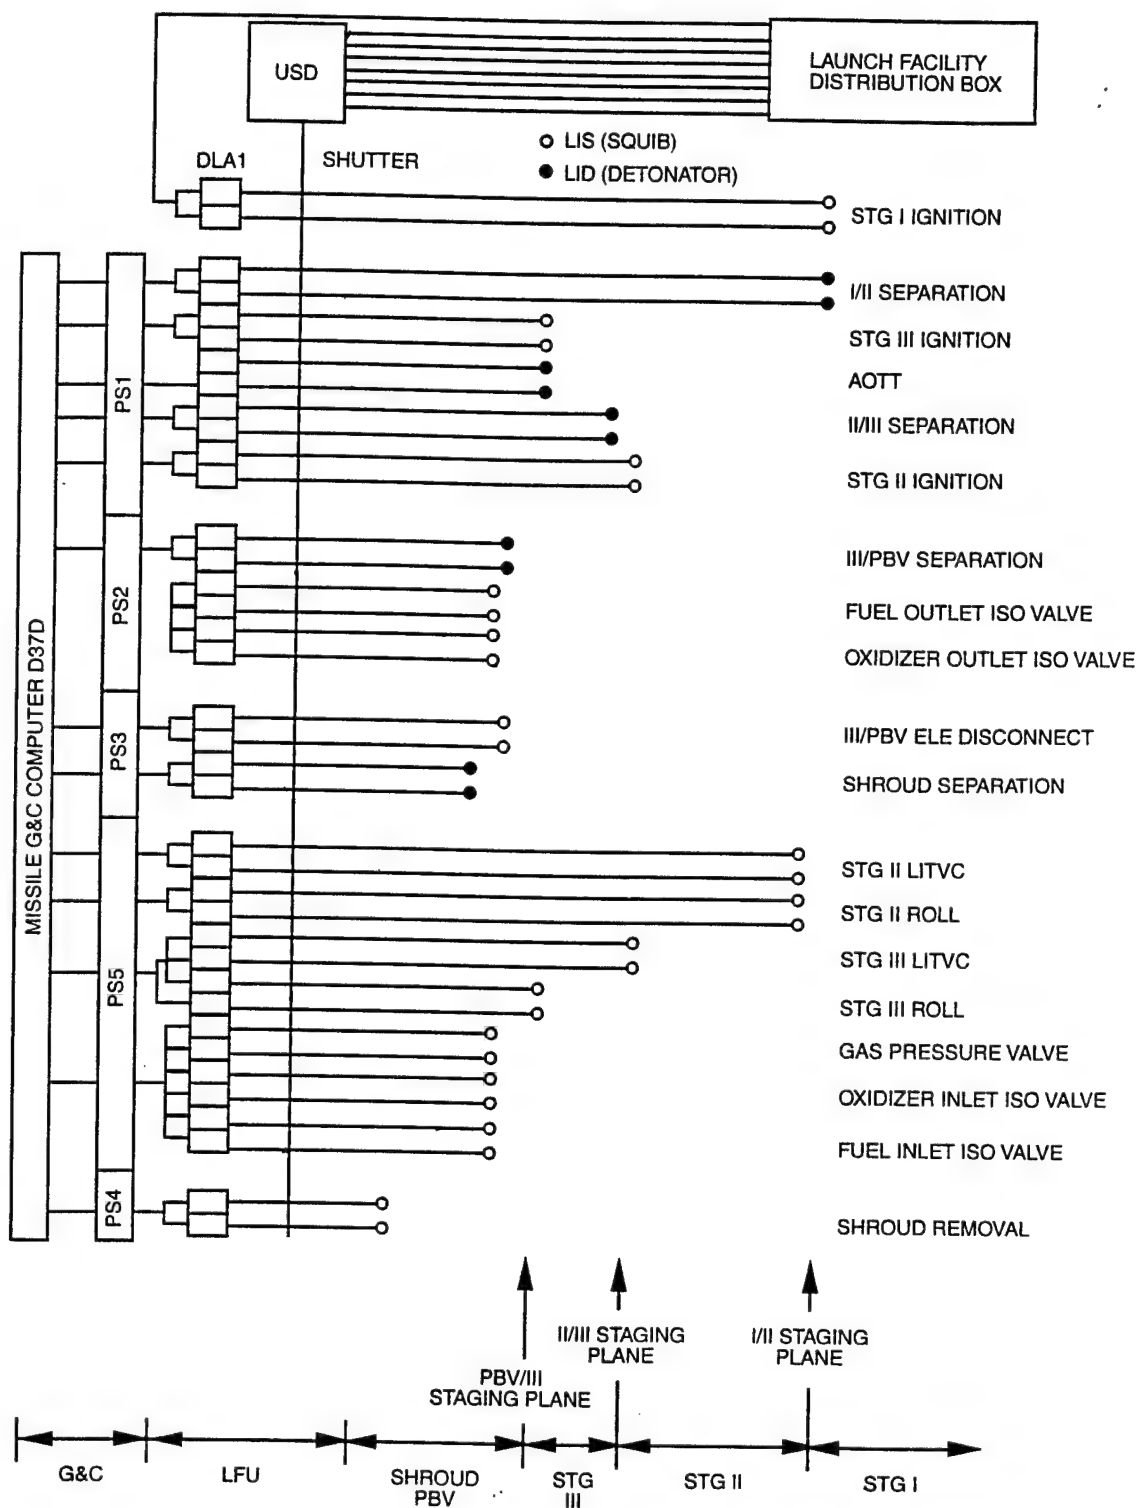 USD
LAUNCH FACILITY
DISTRIBUTION BOX
LIS (SQUIB)
DLA1
SHUTTER
LID (DETONATOR)
STG I IGNITION
I/II SEPARATION
STG III IGNITION
AOTT
II/III SEPARATION
STG II IGNITION
III/PBV SEPARATION
FUEL OUTLET ISO VALVE
OXIDIZER OUTLET ISO VALVE
III/PBV ELE DISCONNECT
SHROUD SEPARATION
STG II LITVC
STG II ROLL
STG III LITVC
STG III ROLL
GAS PRESSURE VALVE
OXIDIZER INLET ISO VALVE
FUEL INLET ISO VALVE
SHROUD REMOVAL
MISSILE G&C COMPUTER D37D
PS1
PS2
PS3
PS5
PS4
PBV/III
STAGING PLANE
II/III STAGING
PLANE
I/II STAGING
PLANE
G&C
LFU
SHROUD
PBV
STG
III
STG II
STG I